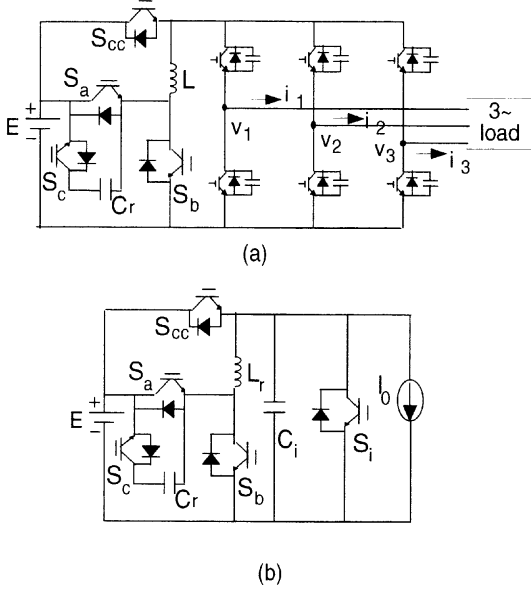 Scc
Sa
L
i1
3~
load
E
+
−
v1
i2
v2
v3
i3
Sc
Cr
Sb
(a)
Scc
Sa
Lr
Io
E
+
−
Ci
Si
Sc
Cr
Sb
(b)